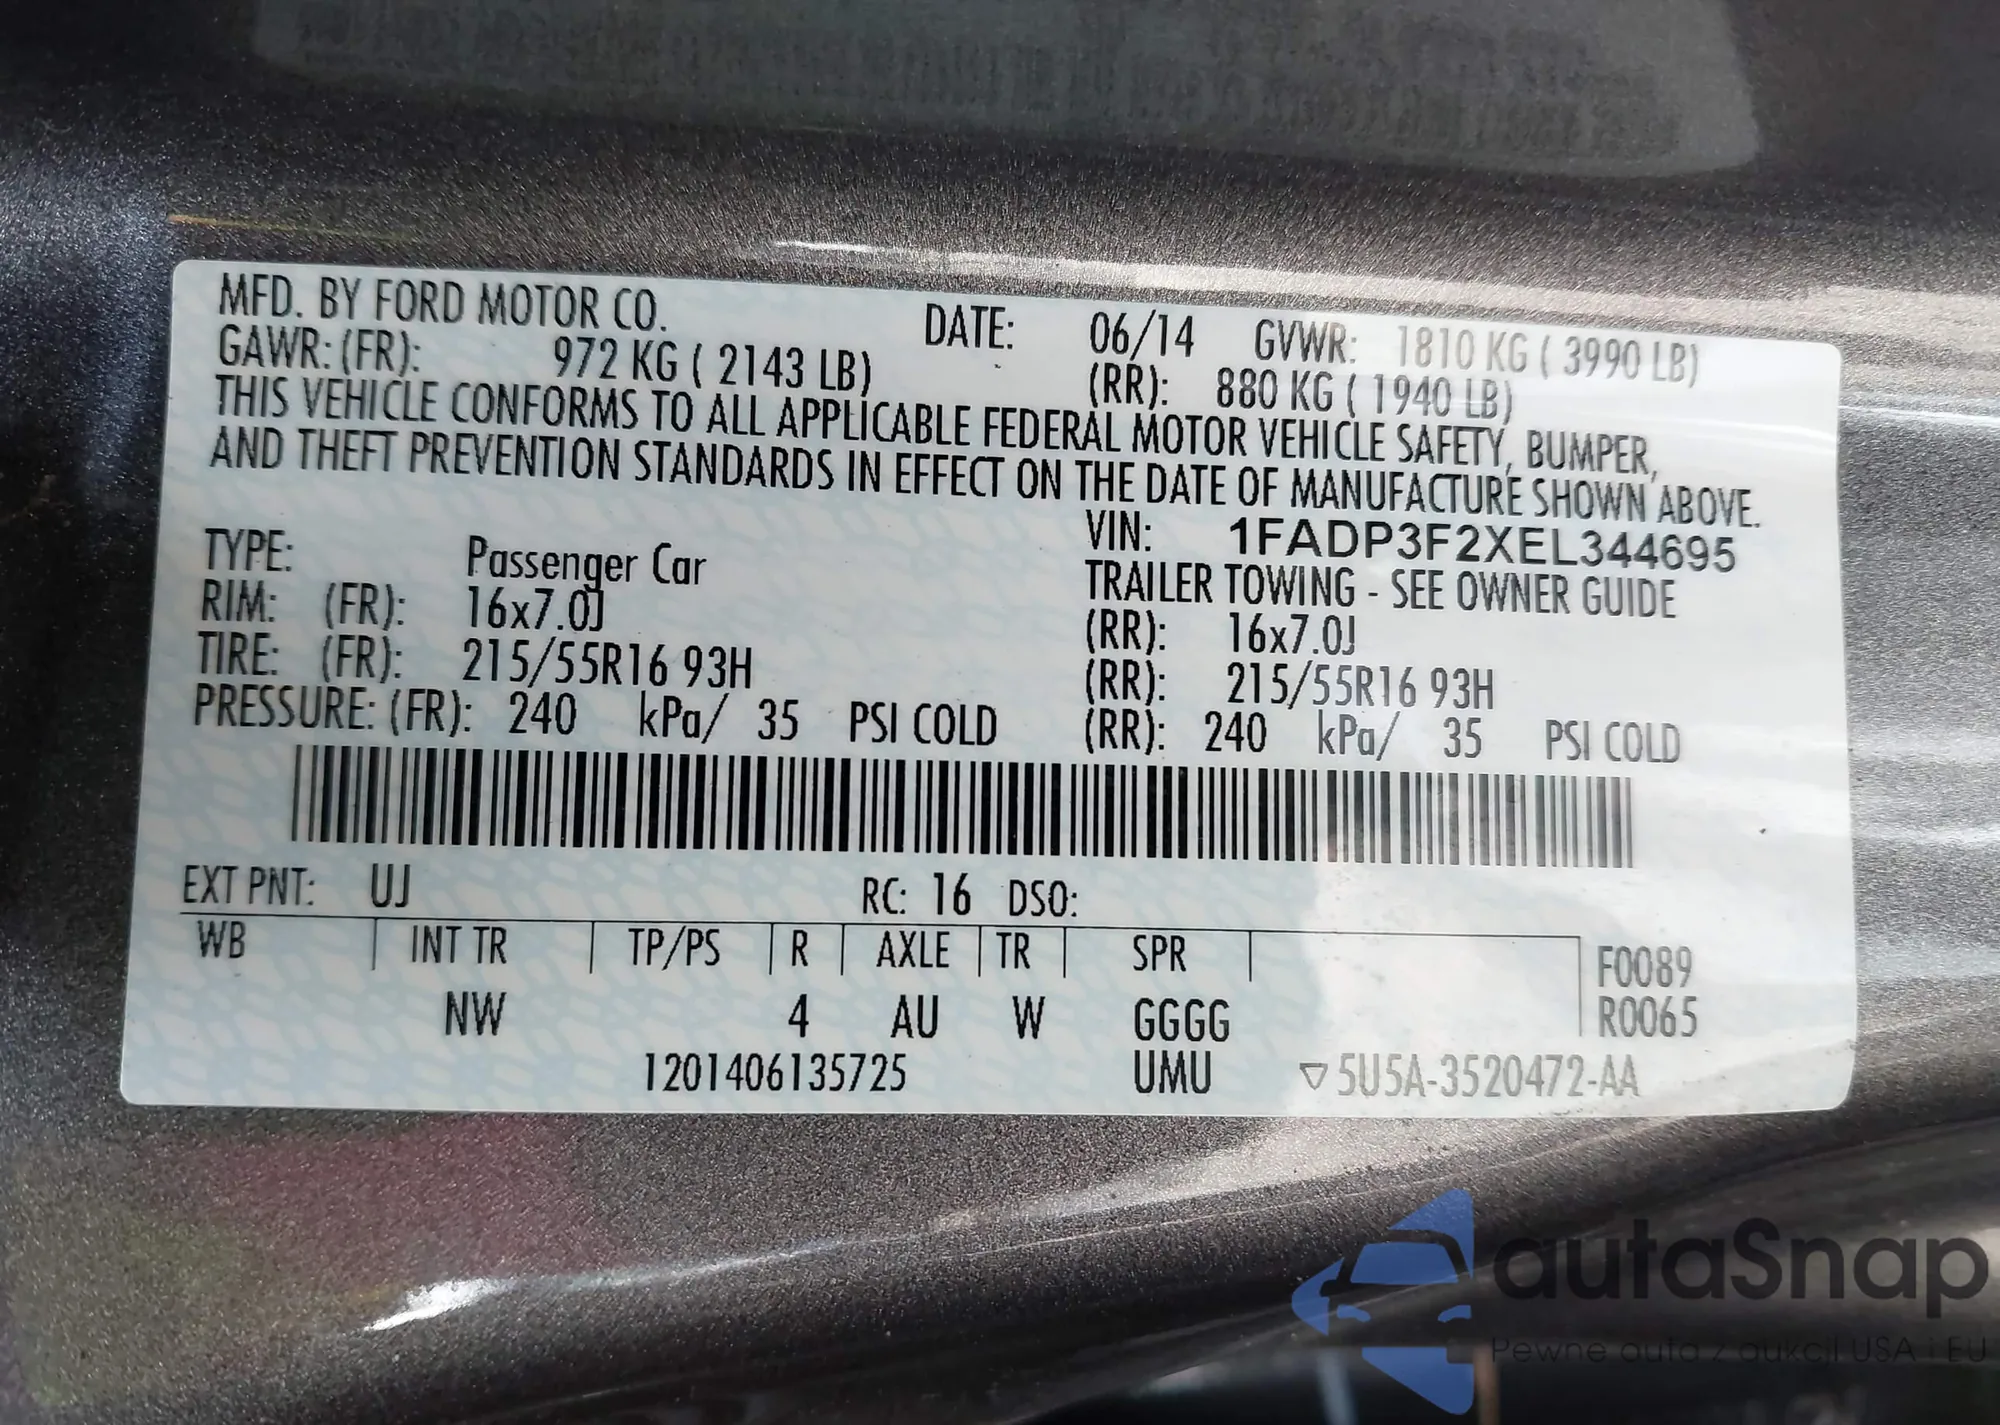 MFD. BY FORD MOTOR CO. DATE: 06/14 GVWR: 1810 KG ( 3990 LB)
GAWR: (FR): 972 KG ( 2143 LB) (RR): 880 KG ( 1940 LB)
THIS VEHICLE CONFORMS TO ALL APPLICABLE FEDERAL MOTOR VEHICLE SAFETY, BUMPER,
AND THEFT PREVENTION STANDARDS IN EFFECT ON THE DATE OF MANUFACTURE SHOWN ABOVE.
VIN: 1FADP3F2XEL344695
TYPE: Passenger Car TRAILER TOWING - SEE OWNER GUIDE
RIM: (FR): 16x7.0J (RR): 16x7.0J
TIRE: (FR): 215/55R16 93H (RR): 215/55R16 93H
PRESSURE: (FR): 240 kPa/ 35 PSI COLD (RR): 240 kPa/ 35 PSI COLD
EXT PNT: UJ RC: 16 DSO:
WB INT TR TP/PS R AXLE TR SPR F0089
NW 4 AU W GGGG R0065
1201406135725 UMU ▽5U5A-3520472-AA
autaSnap
Pewne auta z aukcji USA i EU